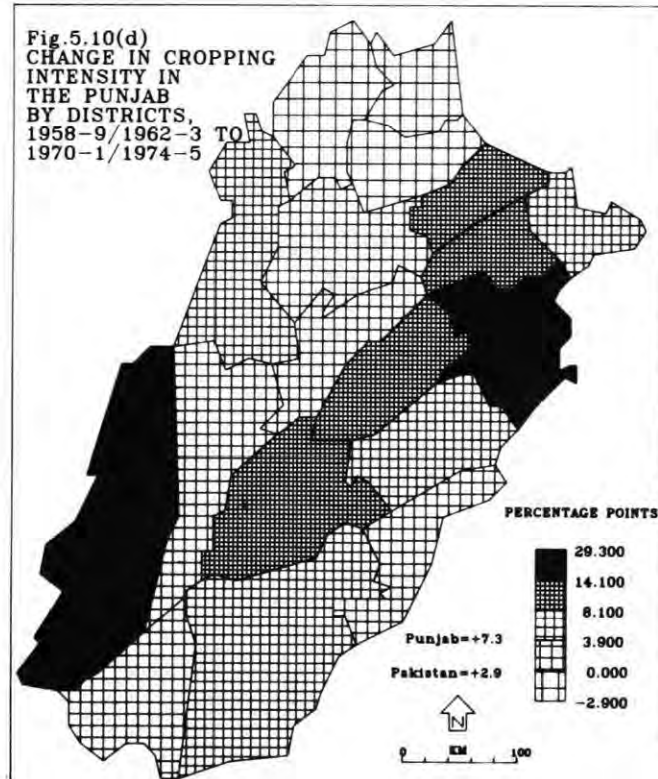 Fig.5.10(d)
CHANGE IN CROPPING
INTENSITY IN
THE PUNJAB
BY DISTRICTS,
1958-9/1962-3 TO
1970-1/1974-5
PERCENTAGE POINTS
29.300
14.100
8.100
3.900
0.000
-2.900
Punjab=+7.3
Pakistan=+2.9
N
KM
0 100